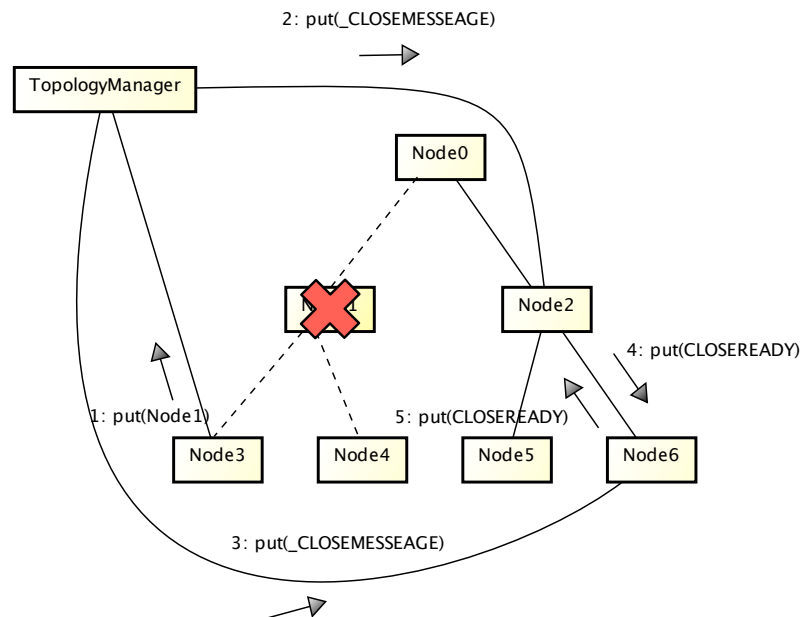 2: put(_CLOSEMESSEAGE)
TopologyManager
Node0
Node2
4: put(CLOSEREADY)
1: put(Node1)
5: put(CLOSEREADY)
Node3
Node4
Node5
Node6
3: put(_CLOSEMESSEAGE)